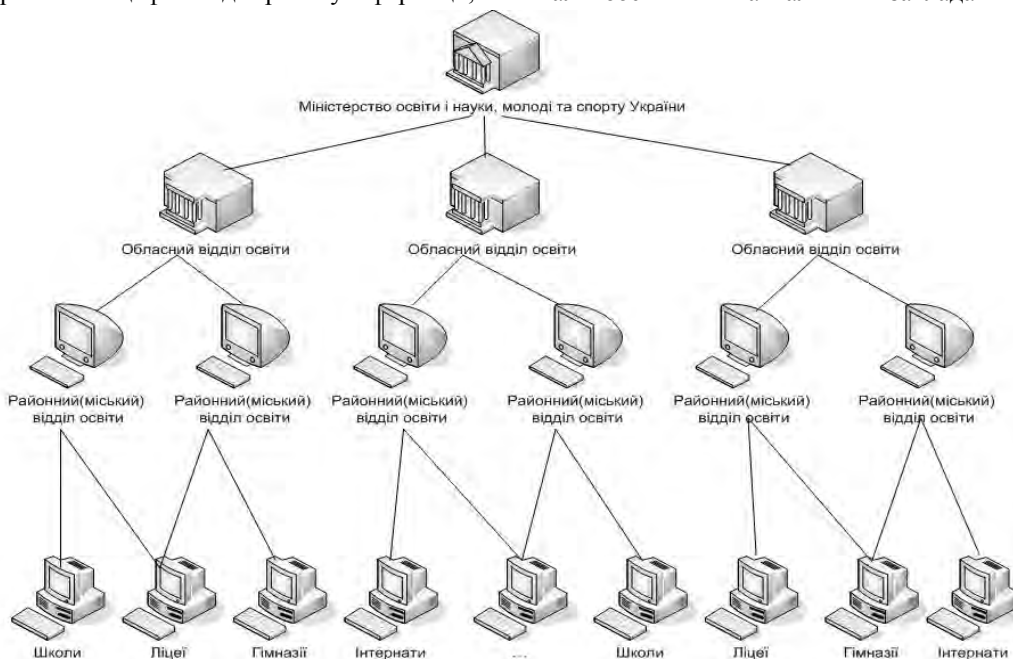 Міністерство освіти і науки, молоді та спорту України
Обласний відділ освіти Обласний відділ освіти Обласний відділ освіти
Районний(міський) Районний(міський) Районний(міський) Районний(міський) Районний(міський) Районний(міський)
відділ освіти відділ освіти відділ освіти відділ освіти відділ освіти відділ освіти
Школи Ліцеї Гімназії Інтернати ... Школи Ліцеї Гімназії Інтернати